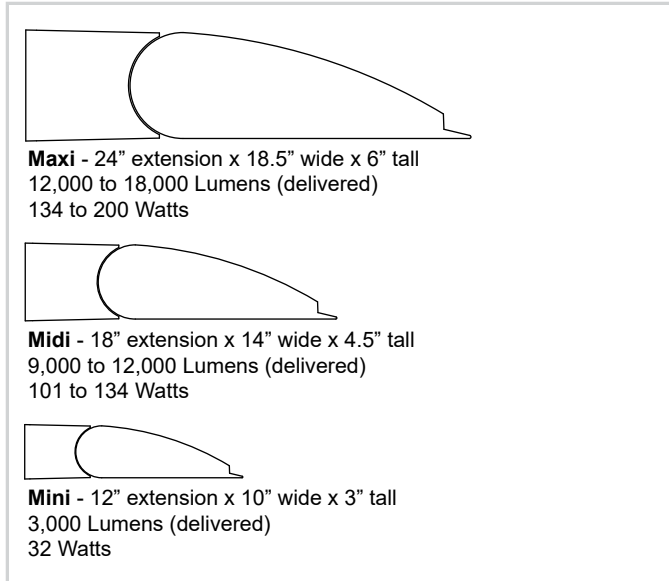 Maxi - 24” extension x 18.5” wide x 6” tall
12,000 to 18,000 Lumens (delivered)
134 to 200 Watts
Midi - 18” extension x 14” wide x 4.5” tall
9,000 to 12,000 Lumens (delivered)
101 to 134 Watts
Mini - 12” extension x 10” wide x 3” tall
3,000 Lumens (delivered)
32 Watts